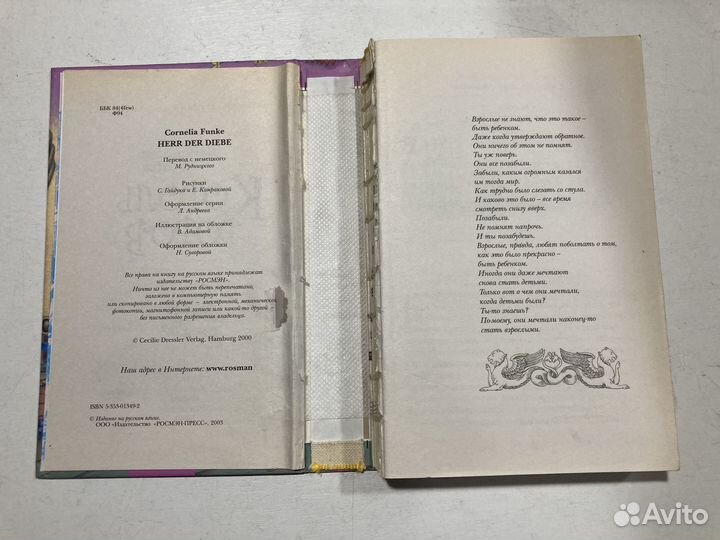 ББК 84(4Гем)
Ф94
Cornelia Funke
HERR DER DIEBE
Перевод с немецкого
М. Рудницкого
Рисунки
С. Гайдука и Е. Кавраковой
Оформление серии
Л. Андреева
Иллюстрация на обложке
В. Адамовой
Оформление обложки
Н. Суворовой
Все права на книгу на русском языке принадлежат
издательству «РОСМЭН».
Ничто из нее не может быть перепечатано,
заложено в компьютерную память
или скопировано в любой форме – электронной, механической,
фотокопии, магнитофонной записи или какой-то другой –
без письменного разрешения владельца.
© Cecilie Dressler Verlag, Hamburg 2000
Наш адрес в Интернете: www.rosman
ISBN 5-353-01349-2
© Издание на русском языке.
ООО «Издательство «РОСМЭН-ПРЕСС», 2003
Взрослые не знают, что это такое –
быть ребенком.
Даже когда утверждают обратное.
Они ничего об этом не помнят.
Ты уж поверь.
Они все позабыли.
Забыли, каким огромным казался
им тогда мир.
Как трудно было слезать со стула.
И каково это было – все время
смотреть снизу вверх.
Позабыли.
Не помнят напрочь.
И ты позабудешь.
Взрослые, правда, любят поболтать о том,
как это было прекрасно –
быть ребенком.
Иногда они даже мечтают
снова стать детьми.
Только вот о чем они мечтали,
когда детьми были?
Ты-то знаешь?
По-моему, они мечтали наконец-то
стать взрослыми.
Avito